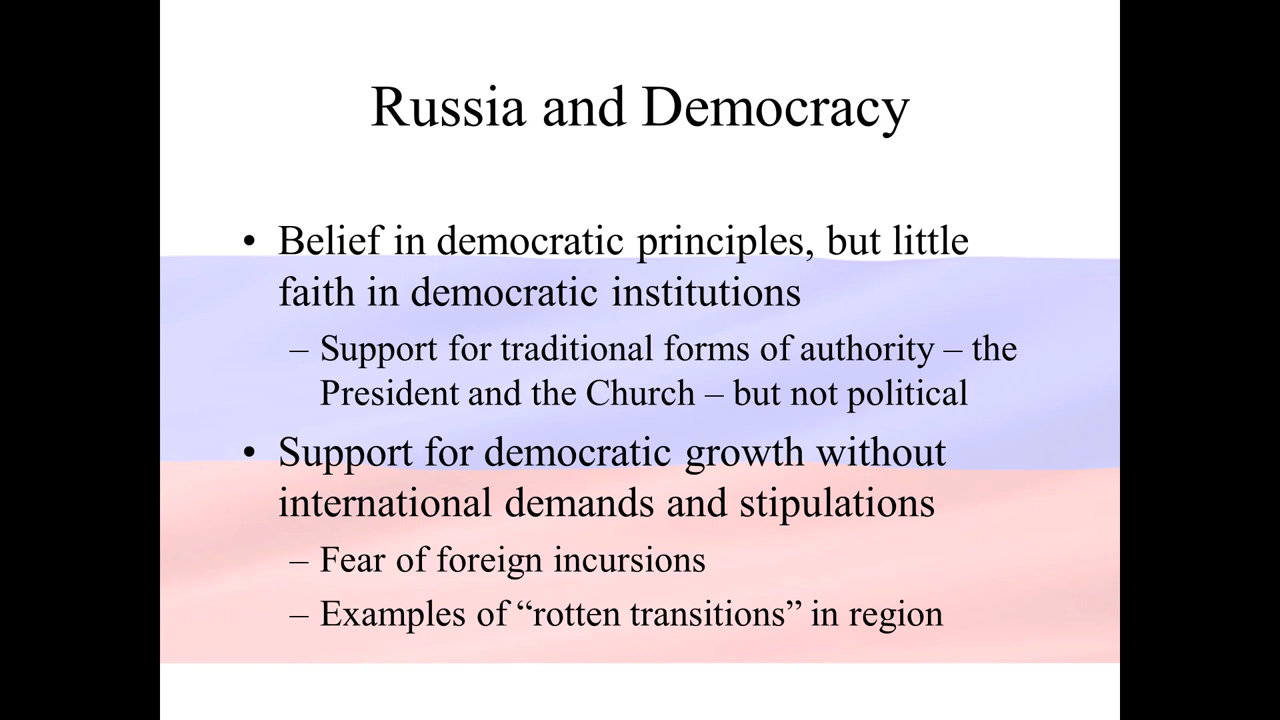 Russia and Democracy
• Belief in democratic principles, but little
faith in democratic institutions
– Support for traditional forms of authority – the
President and the Church – but not political
• Support for democratic growth without
international demands and stipulations
– Fear of foreign incursions
– Examples of “rotten transitions” in region